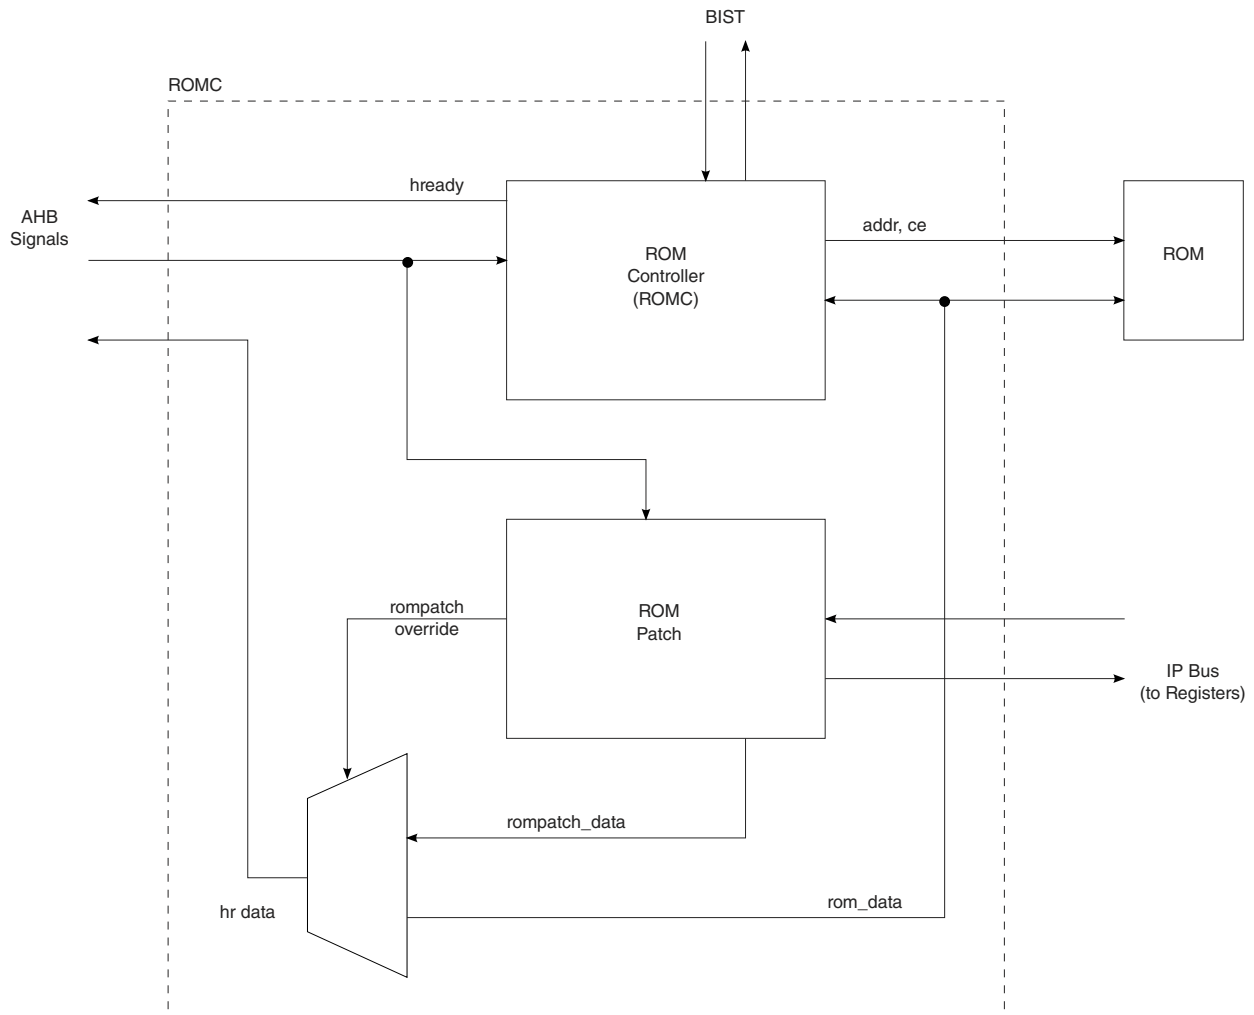 BIST
ROMC
hready
AHB
Signals
addr, ce
ROM
Controller
(ROMC)
ROM
rompatch
override
ROM
Patch
IP Bus
(to Registers)
rompatch_data
rom_data
hr data